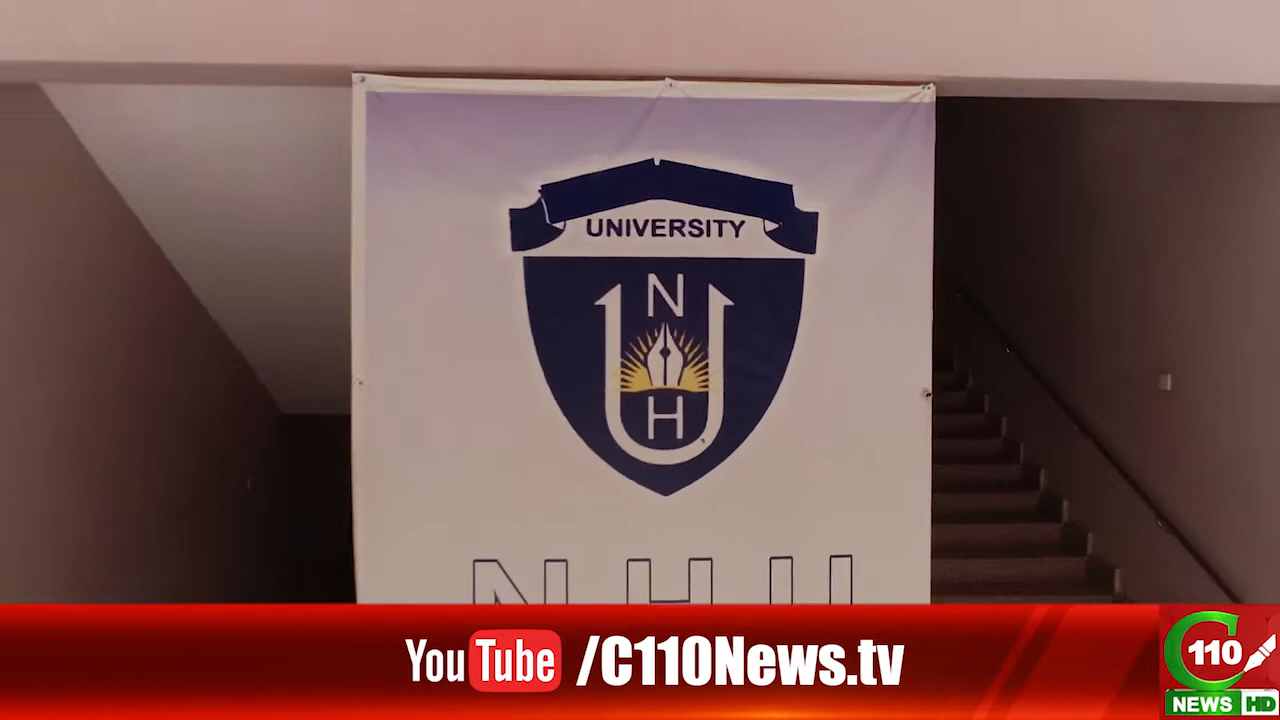 UNIVERSITY
N
U
H
N H U
YouTube /C110News.tv
C 110
NEWS HD